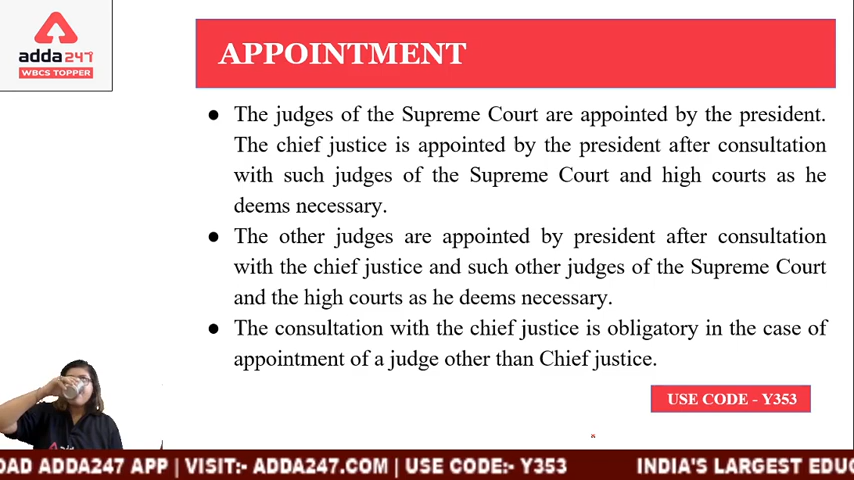 adda247
WBCS TOPPER
APPOINTMENT
● The judges of the Supreme Court are appointed by the president.
The chief justice is appointed by the president after consultation
with such judges of the Supreme Court and high courts as he
deems necessary.
● The other judges are appointed by president after consultation
with the chief justice and such other judges of the Supreme Court
and the high courts as he deems necessary.
● The consultation with the chief justice is obligatory in the case of
appointment of a judge other than Chief justice.
USE CODE - Y353
OAD ADDA247 APP | VISIT:- ADDA247.COM | USE CODE:- Y353 INDIA'S LARGEST EDUC